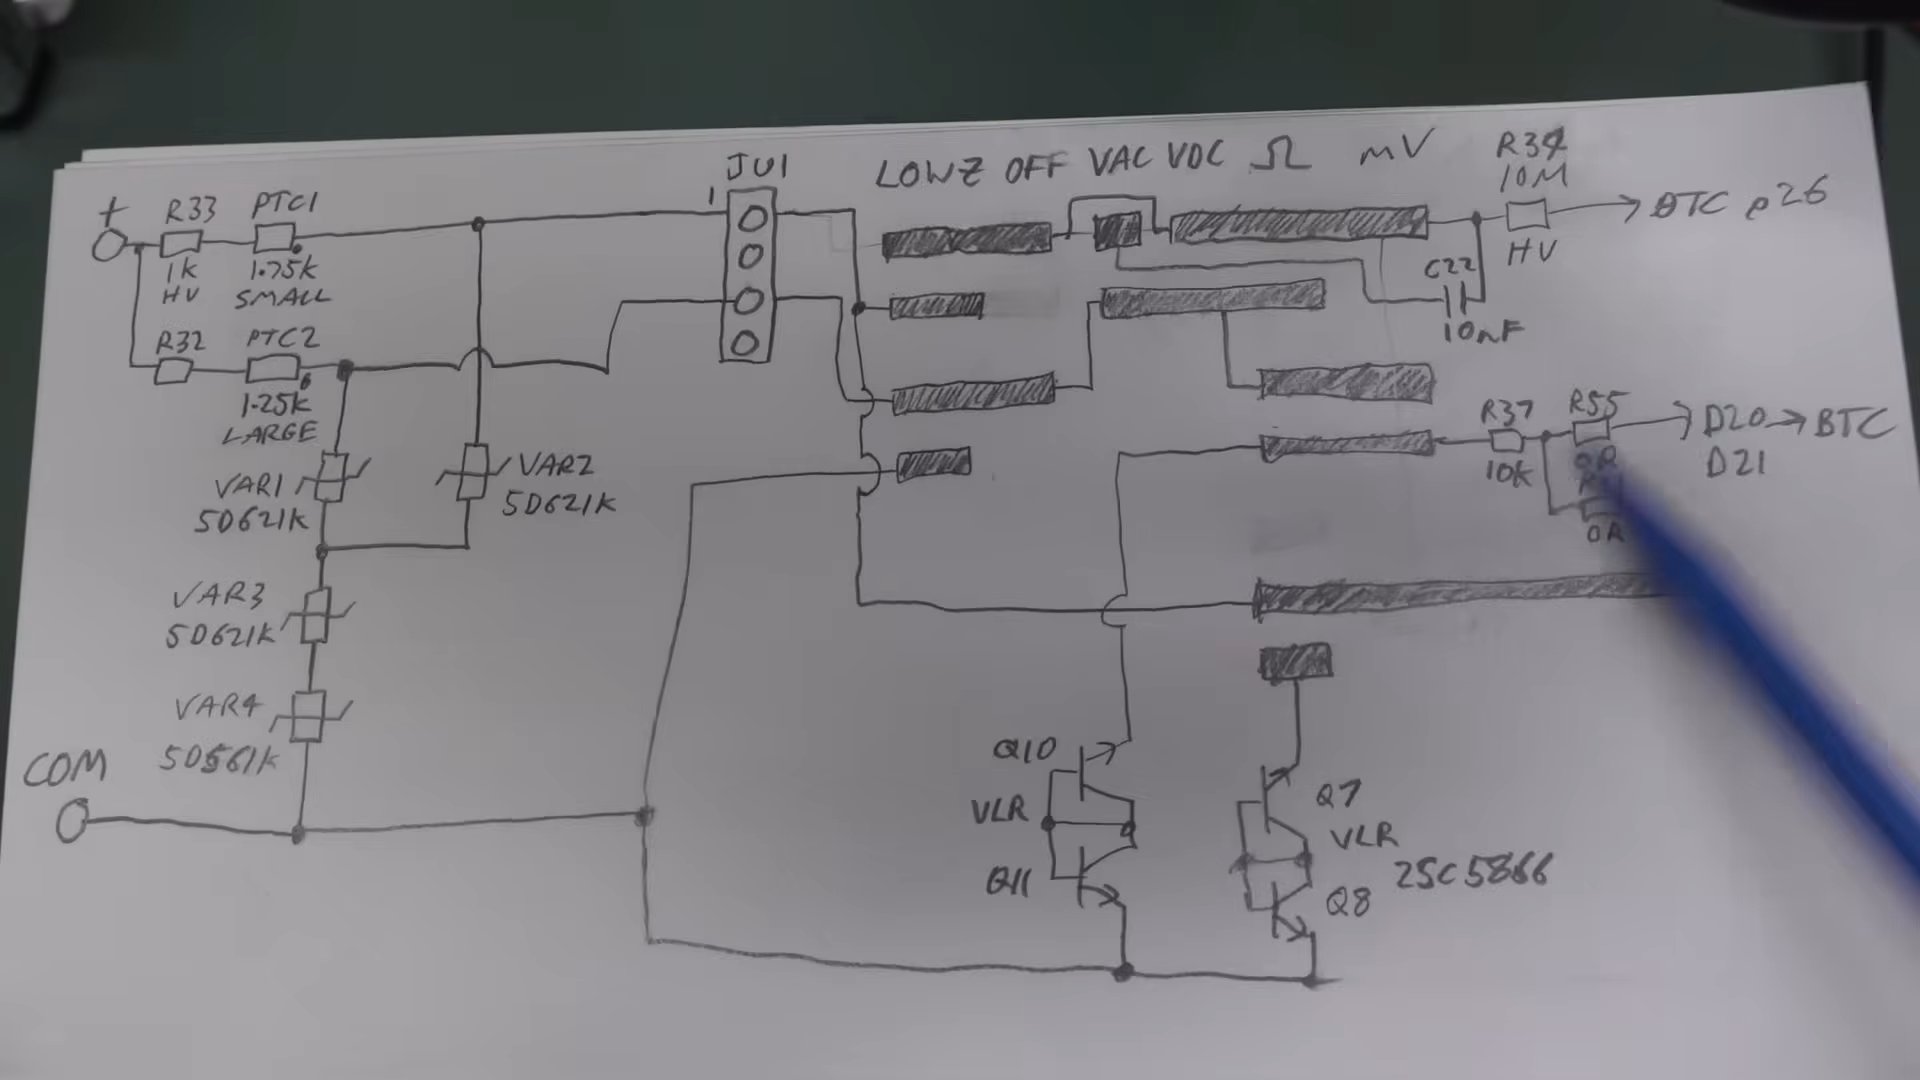 +
R33
1K
HV
PTC1
1.75K
SMALL
R32
PTC2
1.25K
LARGE
VAR1
5D621K
VAR2
5D621K
VAR3
5D621K
VAR4
5D561K
COM
JU1
1
LOWZ OFF VAC VDC Ω mV
R34
10M
HV
C22
10nF
R37
10K
R55
0R
0R
D20 → BTC
D21
Q10
VLR
Q11
Q7
VLR
2SC5866
Q8